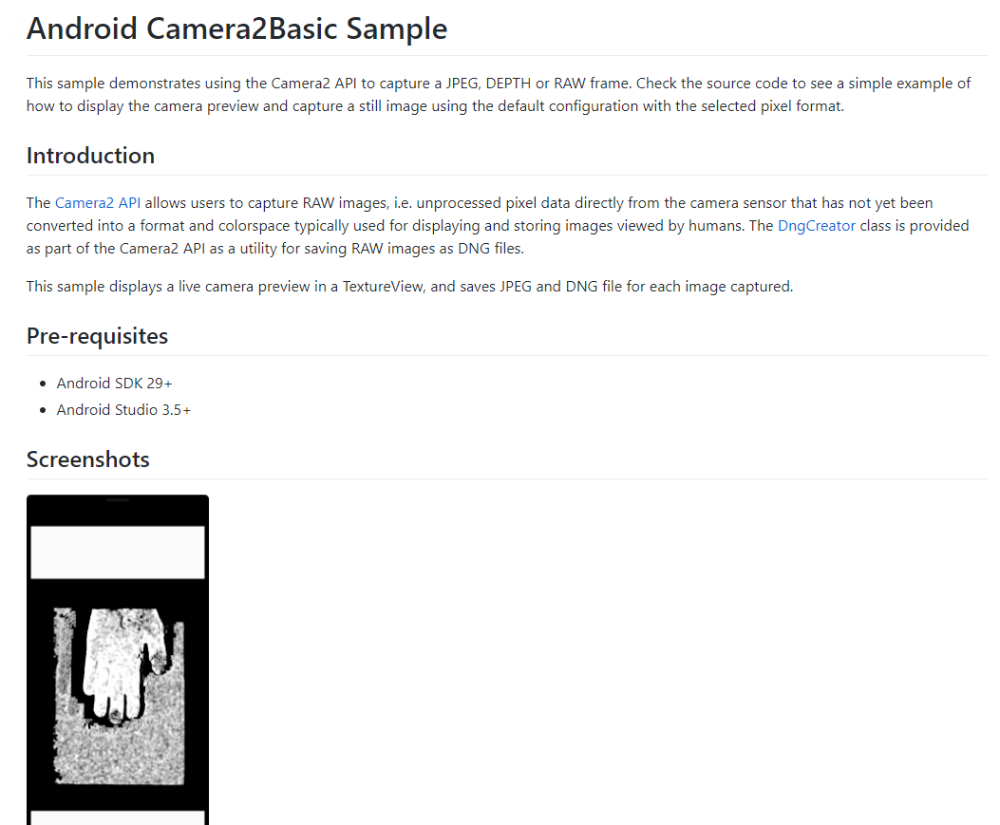 Android Camera2Basic Sample
This sample demonstrates using the Camera2 API to capture a JPEG, DEPTH or RAW frame. Check the source code to see a simple example of
how to display the camera preview and capture a still image using the default configuration with the selected pixel format.
Introduction
The Camera2 API allows users to capture RAW images, i.e. unprocessed pixel data directly from the camera sensor that has not yet been
converted into a format and colorspace typically used for displaying and storing images viewed by humans. The DngCreator class is provided
as part of the Camera2 API as a utility for saving RAW images as DNG files.
This sample displays a live camera preview in a TextureView, and saves JPEG and DNG file for each image captured.
Pre-requisites
• Android SDK 29+
• Android Studio 3.5+
Screenshots